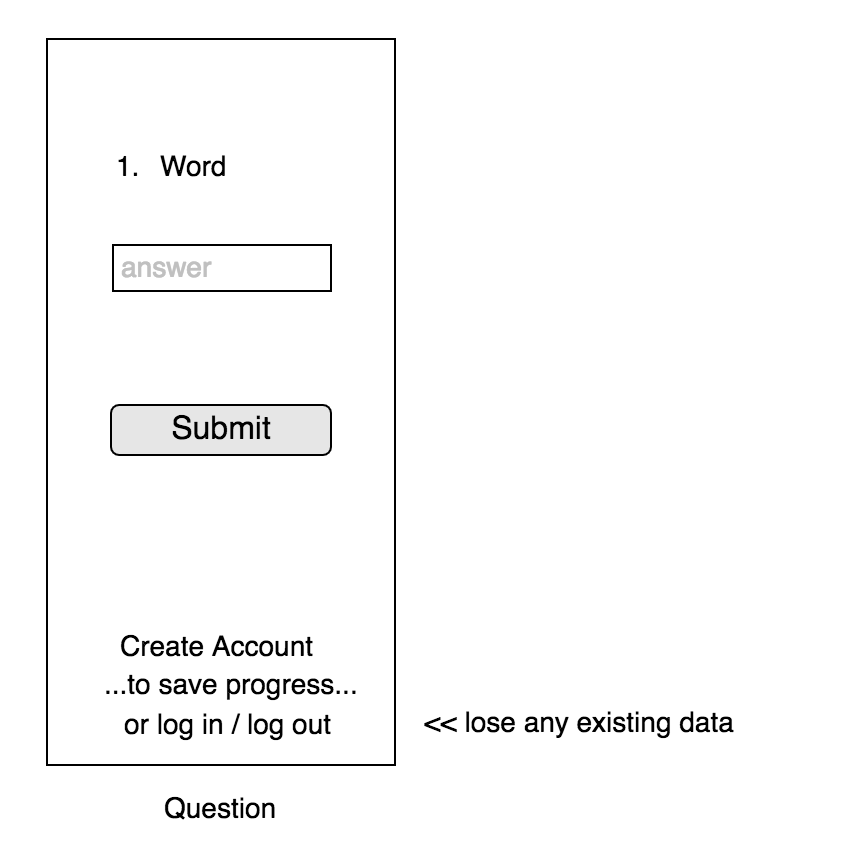 1. Word
answer
Submit
Create Account
...to save progress...
or log in / log out
<< lose any existing data
Question